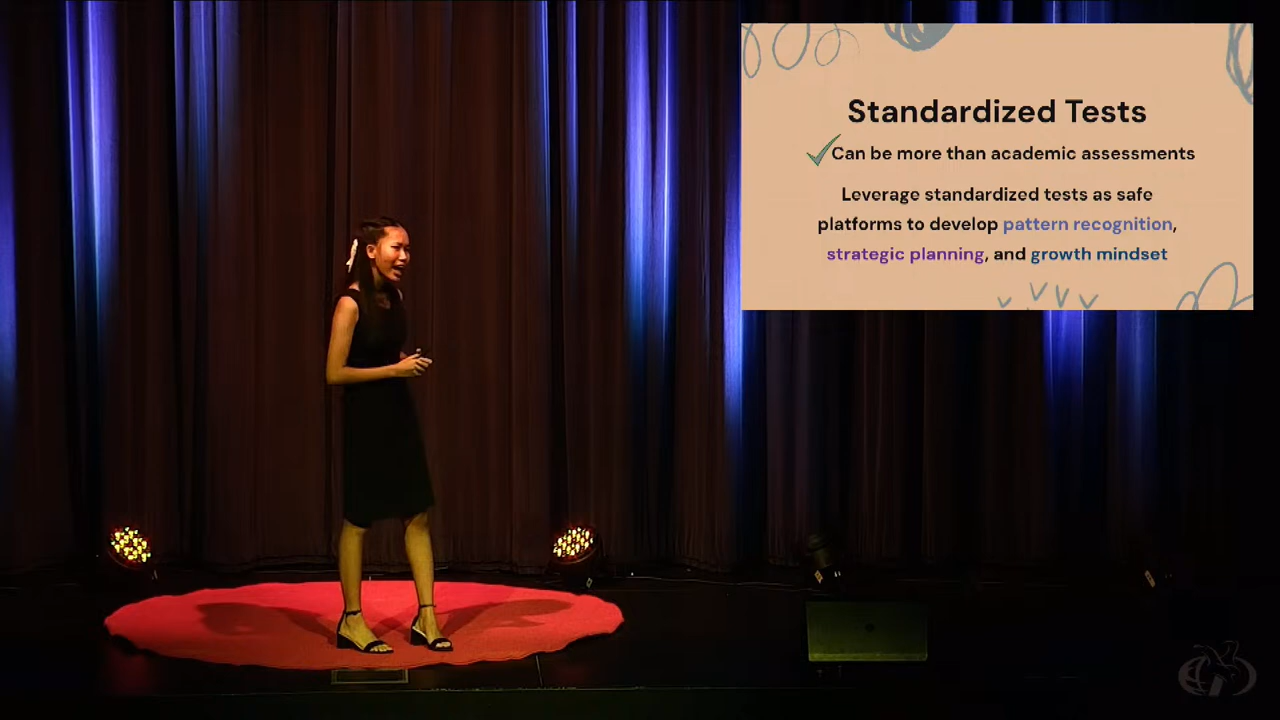 Standardized Tests
Can be more than academic assessments
Leverage standardized tests as safe
platforms to develop pattern recognition,
strategic planning, and growth mindset